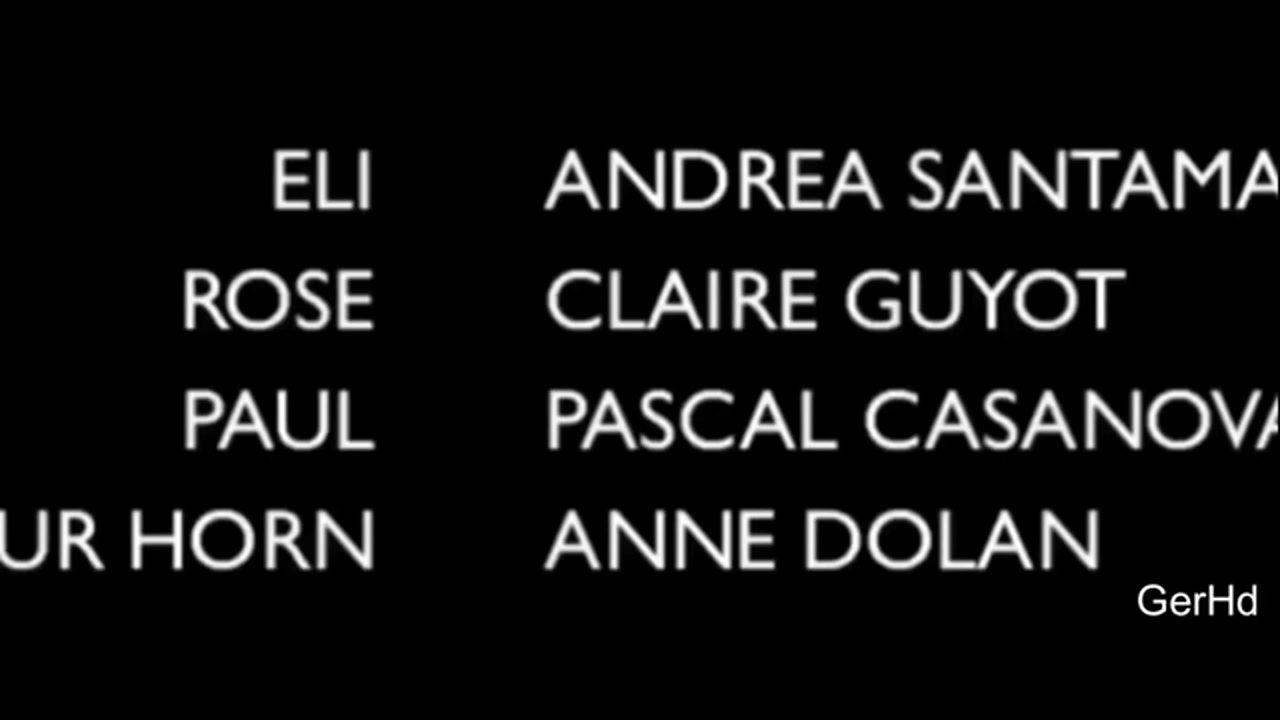 ELI ANDREA SANTAMA
ROSE CLAIRE GUYOT
PAUL PASCAL CASANOVA
UR HORN ANNE DOLAN
GerHd